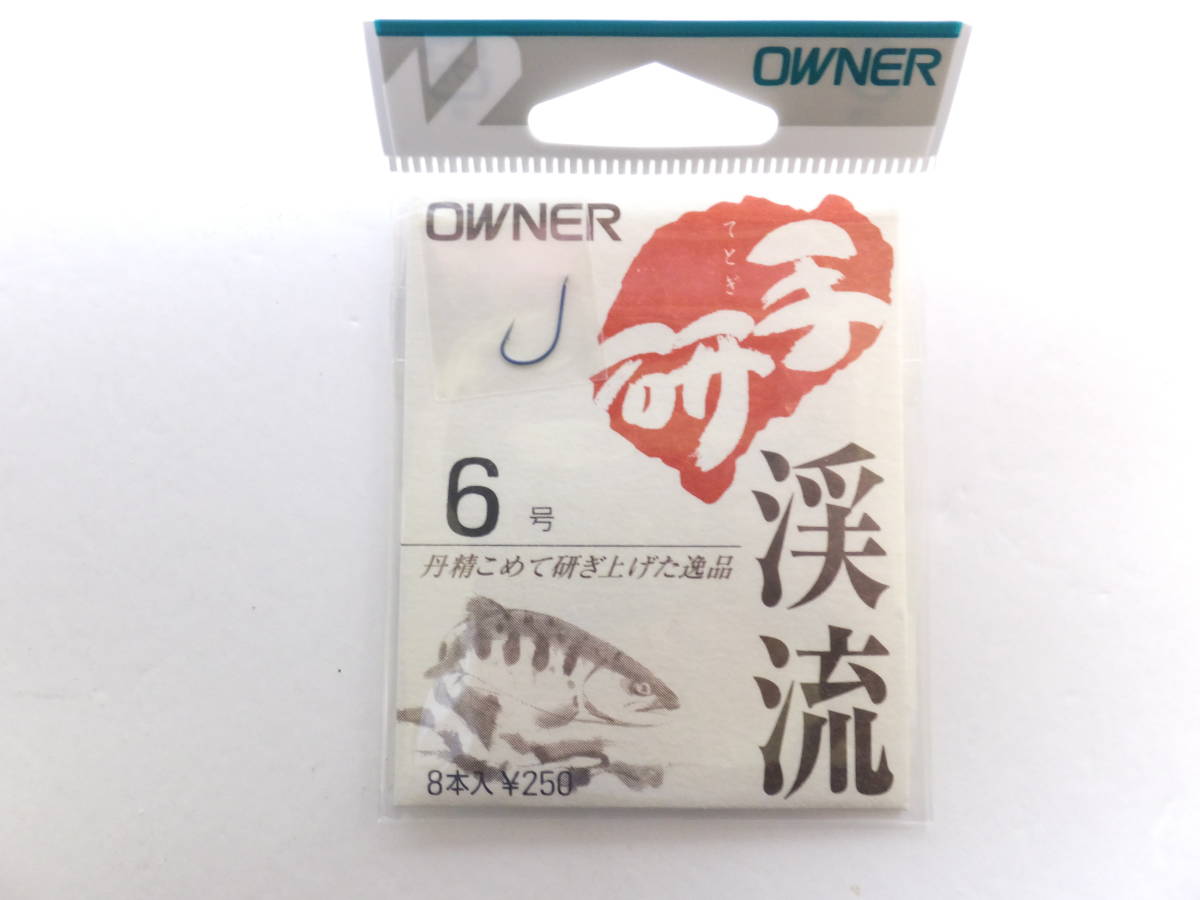 OWNER
OWNER
手研
てとぎ
渓流
6号
丹精こめて研ぎ上げた逸品
8本入 ¥250